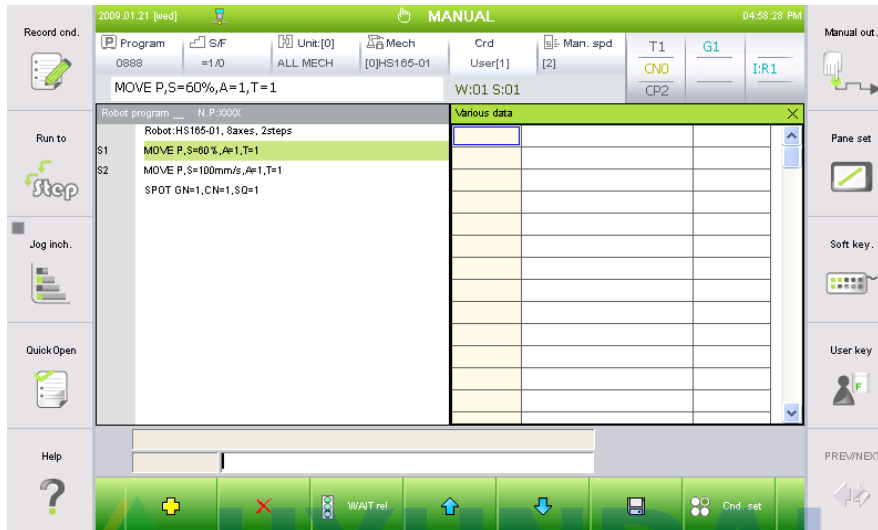 Record cnd.
2009.01.21 [wed]
MANUAL
04:58:28 PM
Manual out.
P Program
S/F
Unit:[0]
Mech
Crd
Man. spd
T1
G1
0888
=1/0
ALL MECH
[0]HS165-01
User[1]
[2]
CN0
I:R1
MOVE P,S=60%,A=1,T=1
W:01 S:01
CP2
Robot program __ N.P:XXXX
Various data
Robot:HS165-01, 8axes, 2steps
S1 MOVE P,S=60%,A=1,T=1
S2 MOVE P,S=100mm/s,A=1,T=1
SPOT GN=1,CN=1,SQ=1
Run to
Step
Pane set
Jog inch.
Soft key.
QuickOpen
User key
F
Help
PREV/NEX
WAIT rel.
Cnd. set